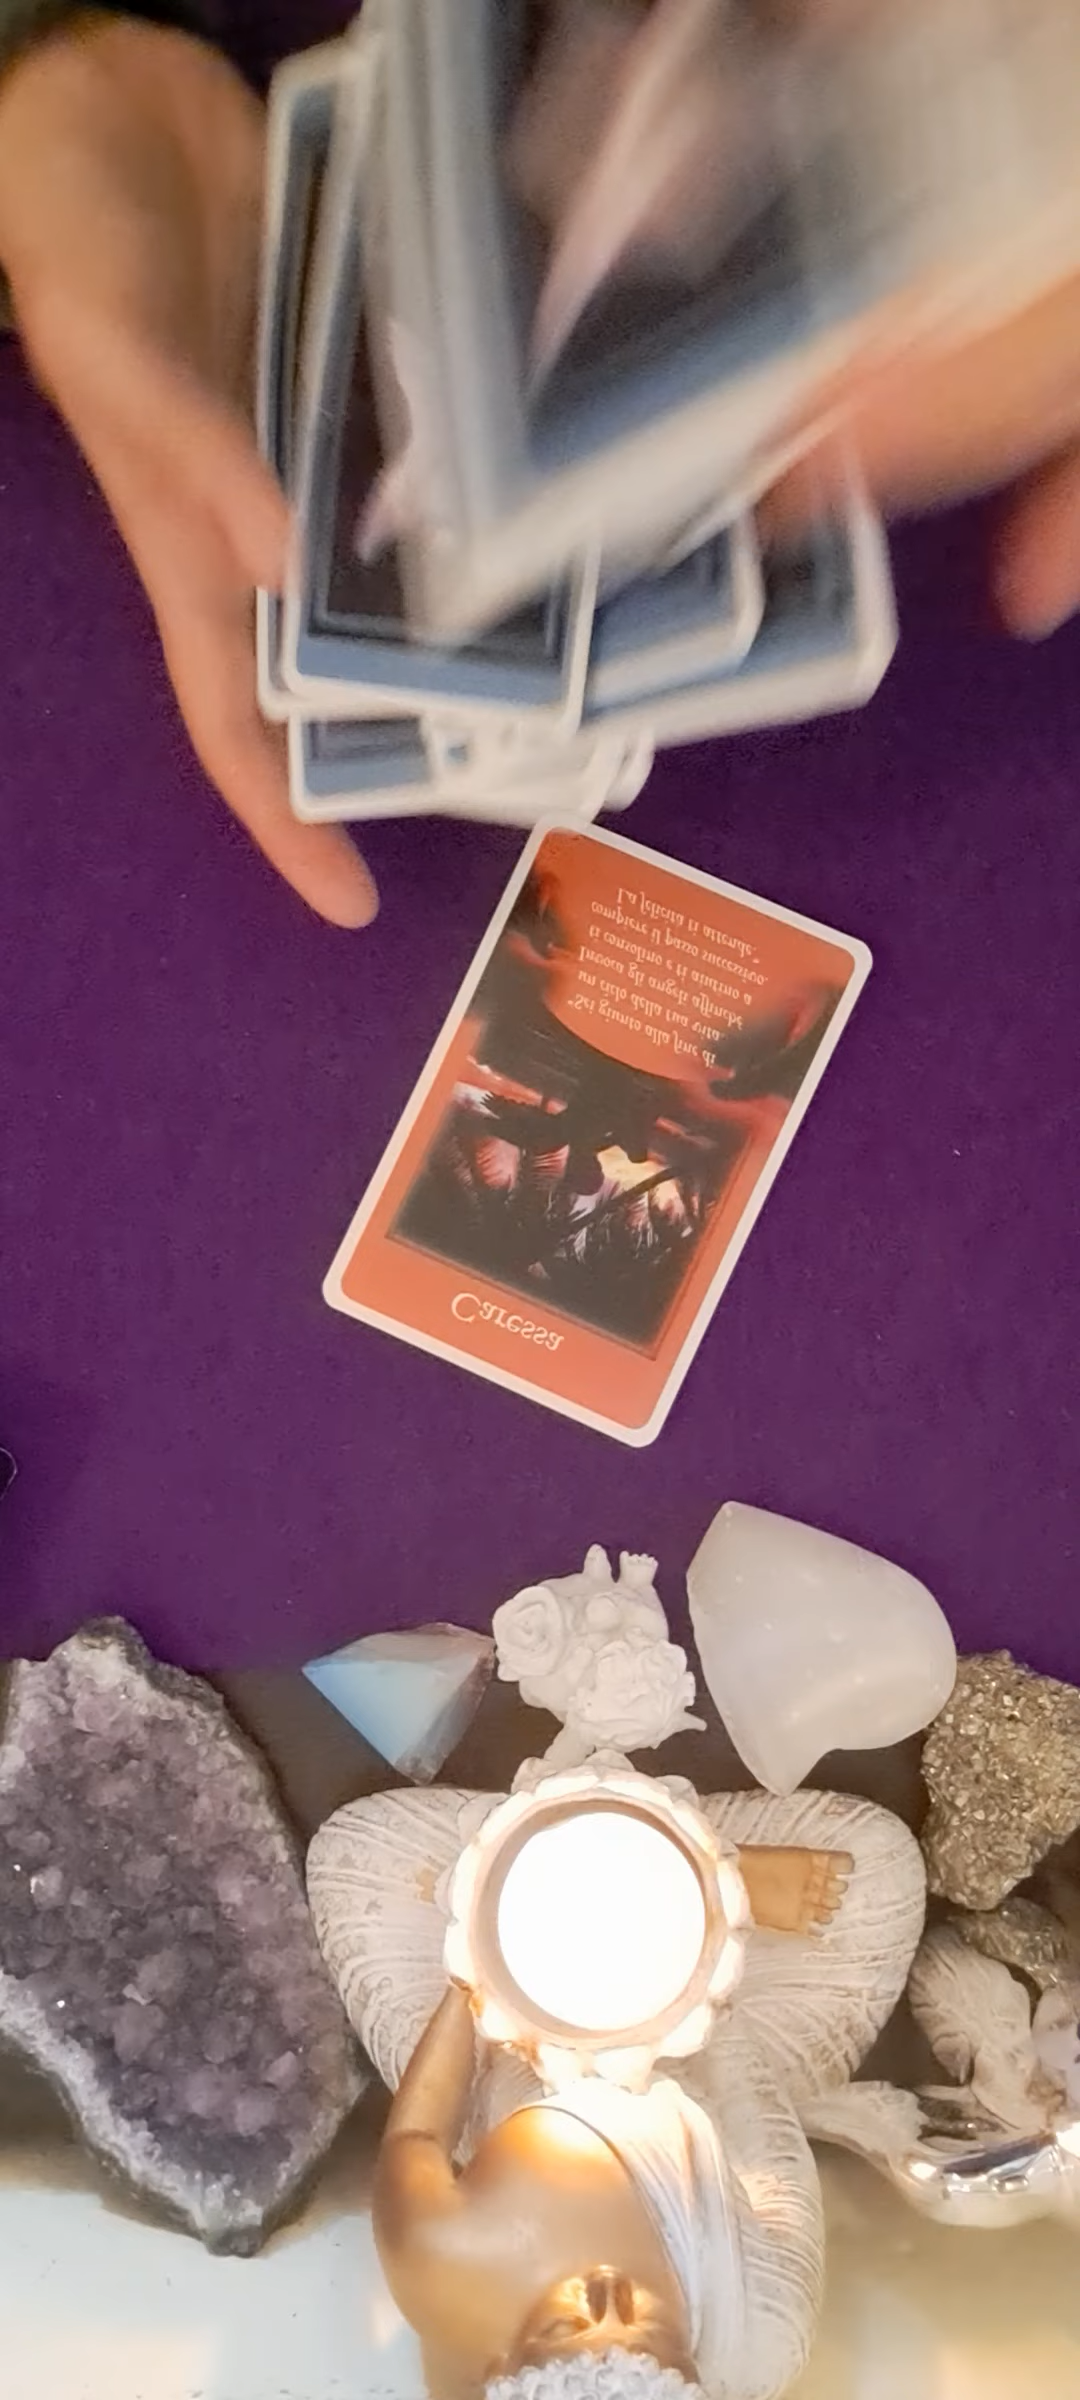 Caressa
"Sei giunto alla fine di
un ciclo della tua vita.
Invoca gli angeli affinché
ti consolino e ti aiutino a
compiere il passo successivo.
La felicità ti attende."